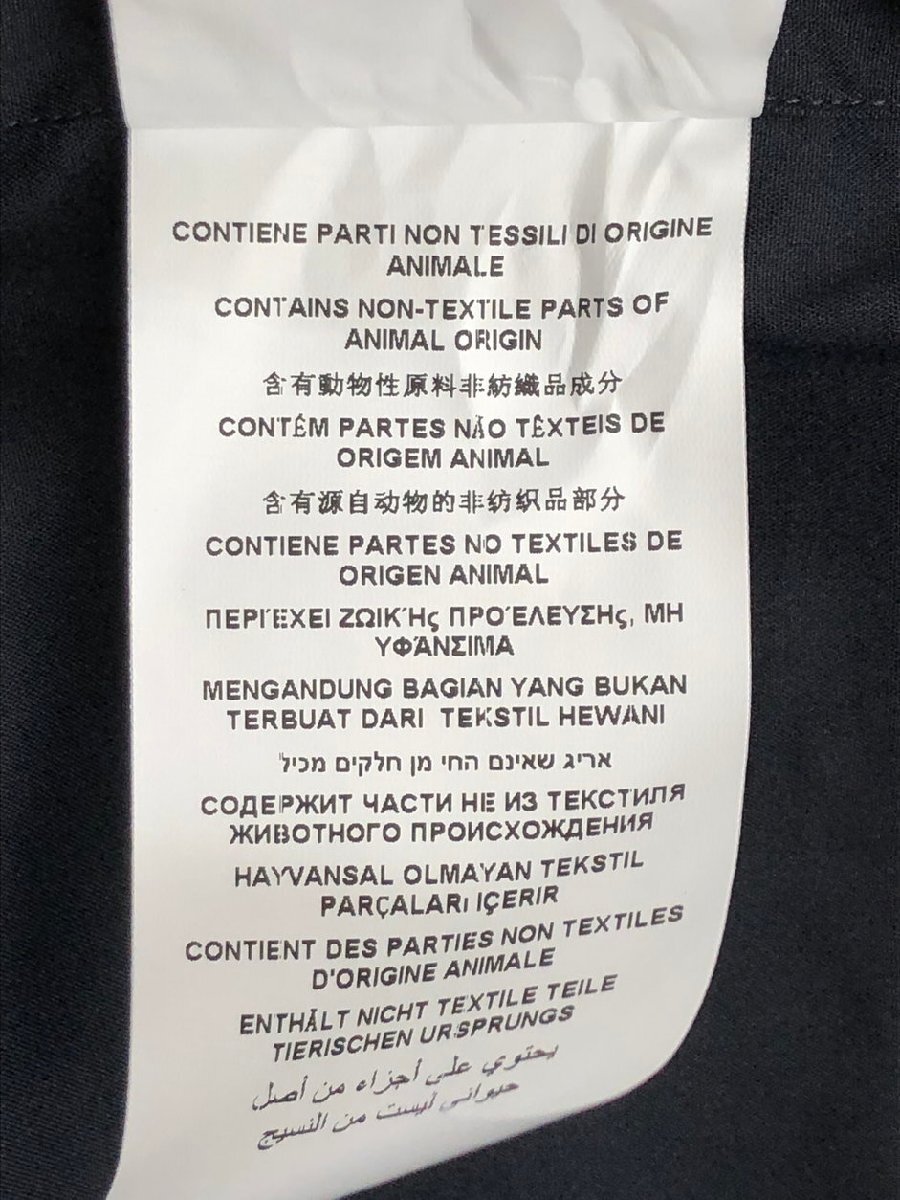 CONTIENE PARTI NON TESSILI DI ORIGINE
ANIMALE
CONTAINS NON-TEXTILE PARTS OF
ANIMAL ORIGIN
含有動物性原料非紡織品成分
CONTÊM PARTES NÃO TÊXTEIS DE
ORIGEM ANIMAL
含有源自动物的非纺织品部分
CONTIENE PARTES NO TEXTILES DE
ORIGEN ANIMAL
ΠΕΡΙΈΧΕΙ ΖΩΙΚΉς ΠΡΟΈΛΕΥΣΗς, ΜΗ
ΥΦΆΝΣΙΜΑ
MENGANDUNG BAGIAN YANG BUKAN
TERBUAT DARI TEKSTIL HEWANI
אריג שאינם החי מן חלקים מכיל'
СОДЕРЖИТ ЧАСТИ НЕ ИЗ ТЕКСТИЛЯ
ЖИВОТНОГО ПРОИСХОЖДЕНИЯ
HAYVANSAL OLMAYAN TEKSTIL
PARÇALARı IÇERIR
CONTIENT DES PARTIES NON TEXTILES
D'ORIGINE ANIMALE
ENTHÄLT NICHT TEXTILE TEILE
TIERISCHEN URSPRUNGS
يحتوي على أجزاء من أصل
حيواني ليست من النسيج